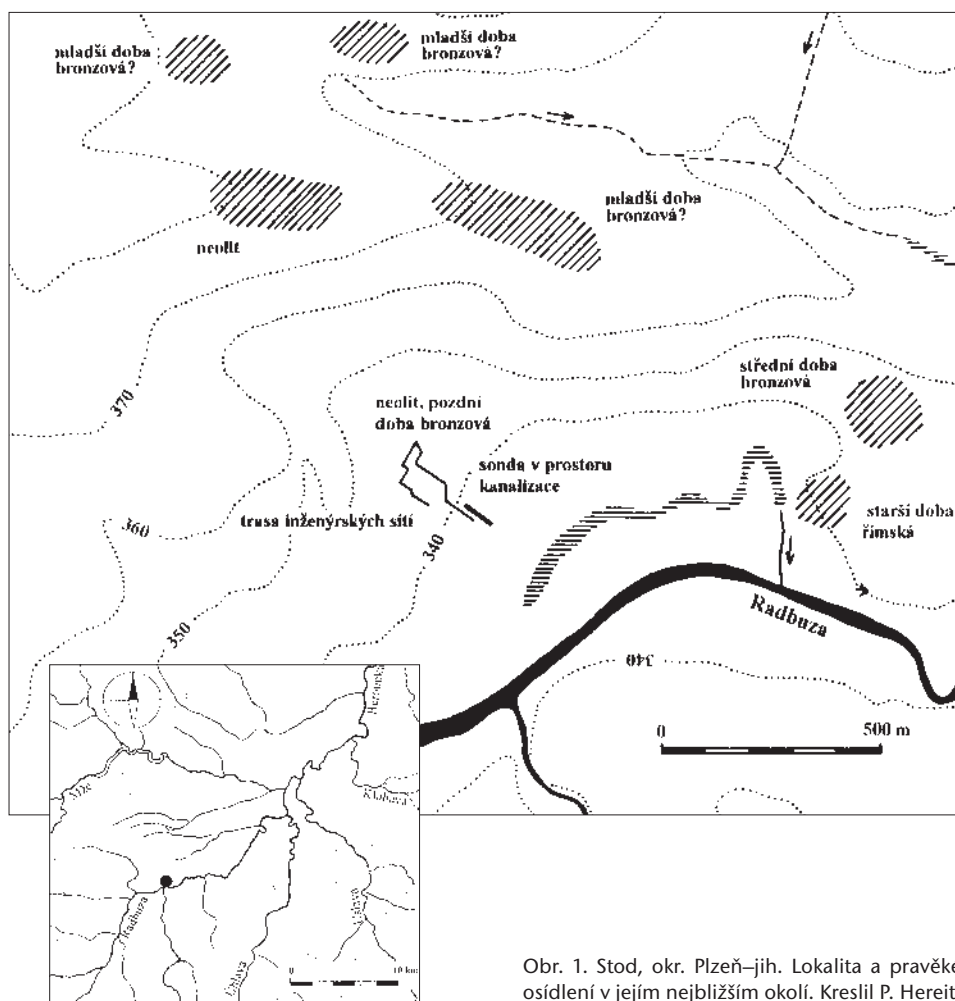 mladší doba
bronzová?
mladší doba
bronzová?
mladší doba
bronzová?
neolit
střední doba
bronzová
370
neolit, pozdní
doba bronzová
sonda v prostoru
kanalizace
trasa inženýrských sítí
starší doba
římská
360
340
350
Radbuza
340
0
500 m
Berounka
Mže
Klabava
Radbuza
Úhlava
Úslava
0
10 km
Obr. 1. Stod, okr. Plzeň–jih. Lokalita a pravěké
osídlení v jejím nejbližším okolí. Kreslil P. Hereit